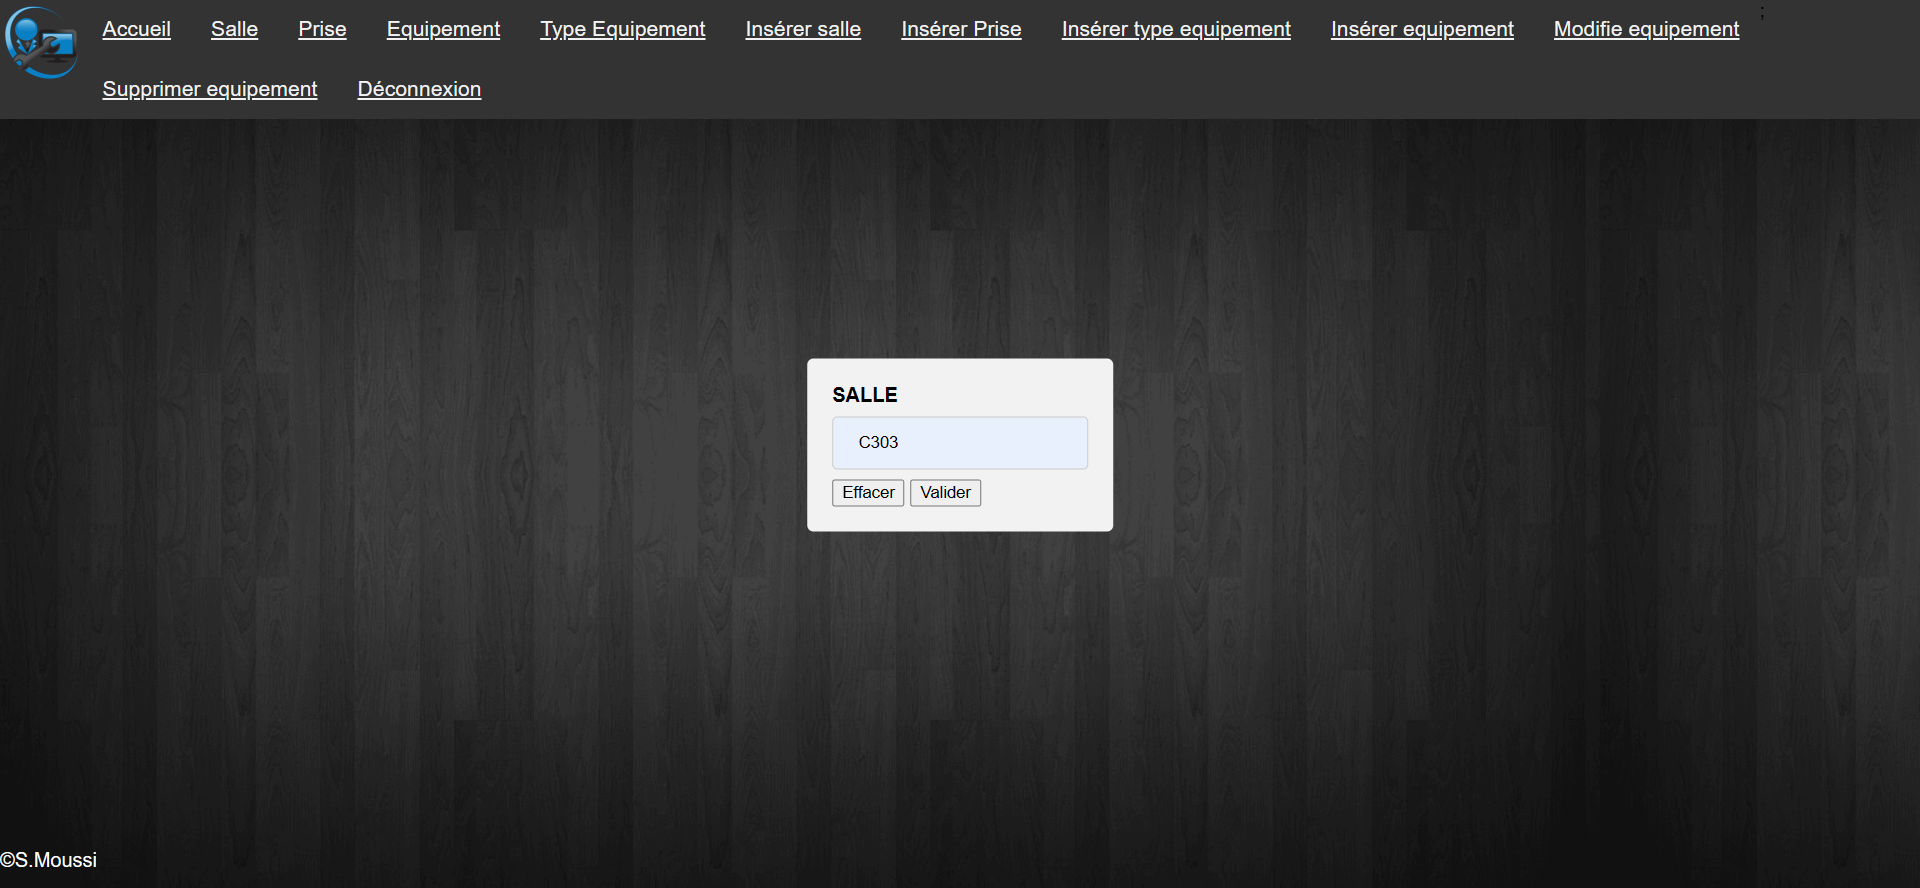 Accueil Salle Prise Equipement Type Equipement Insérer salle Insérer Prise Insérer type equipement Insérer equipement Modifie equipement ;
Supprimer equipement Déconnexion
SALLE
C303
Effacer Valider
©S.Moussi